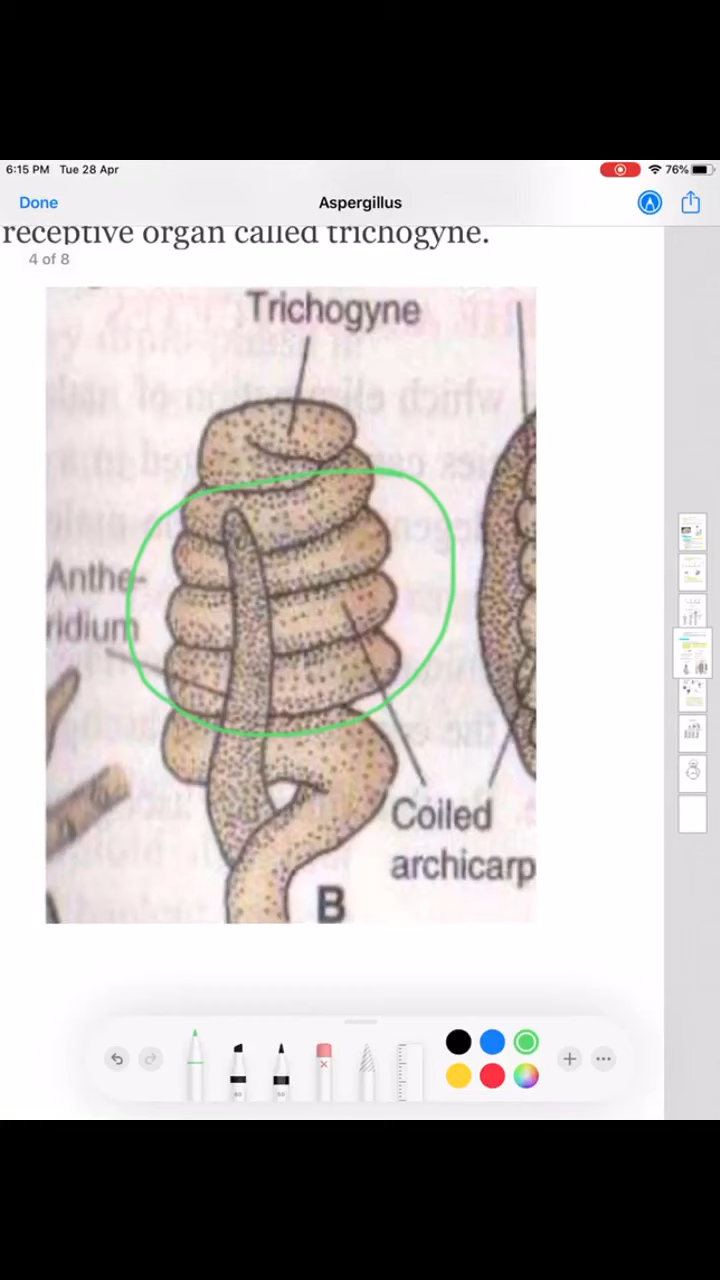 6:15 PM Tue 28 Apr
76%
Done
Aspergillus
receptive organ called trichogyne.
4 of 8
Trichogyne
Anthe-
ridium
Coiled
archicarp
B